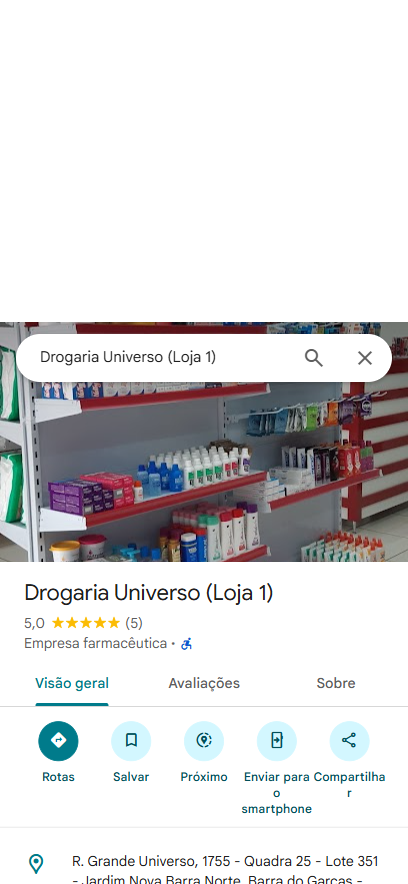 Drogaria Universo (Loja 1)
Drogaria Universo (Loja 1)
5,0 (5)
Empresa farmacêutica ·
Visão geral Avaliações Sobre
Rotas Salvar Próximo Enviar para o smartphone Compartilhar
R. Grande Universo, 1755 - Quadra 25 - Lote 351
- Jardim Nova Barra Norte, Barra do Garças -